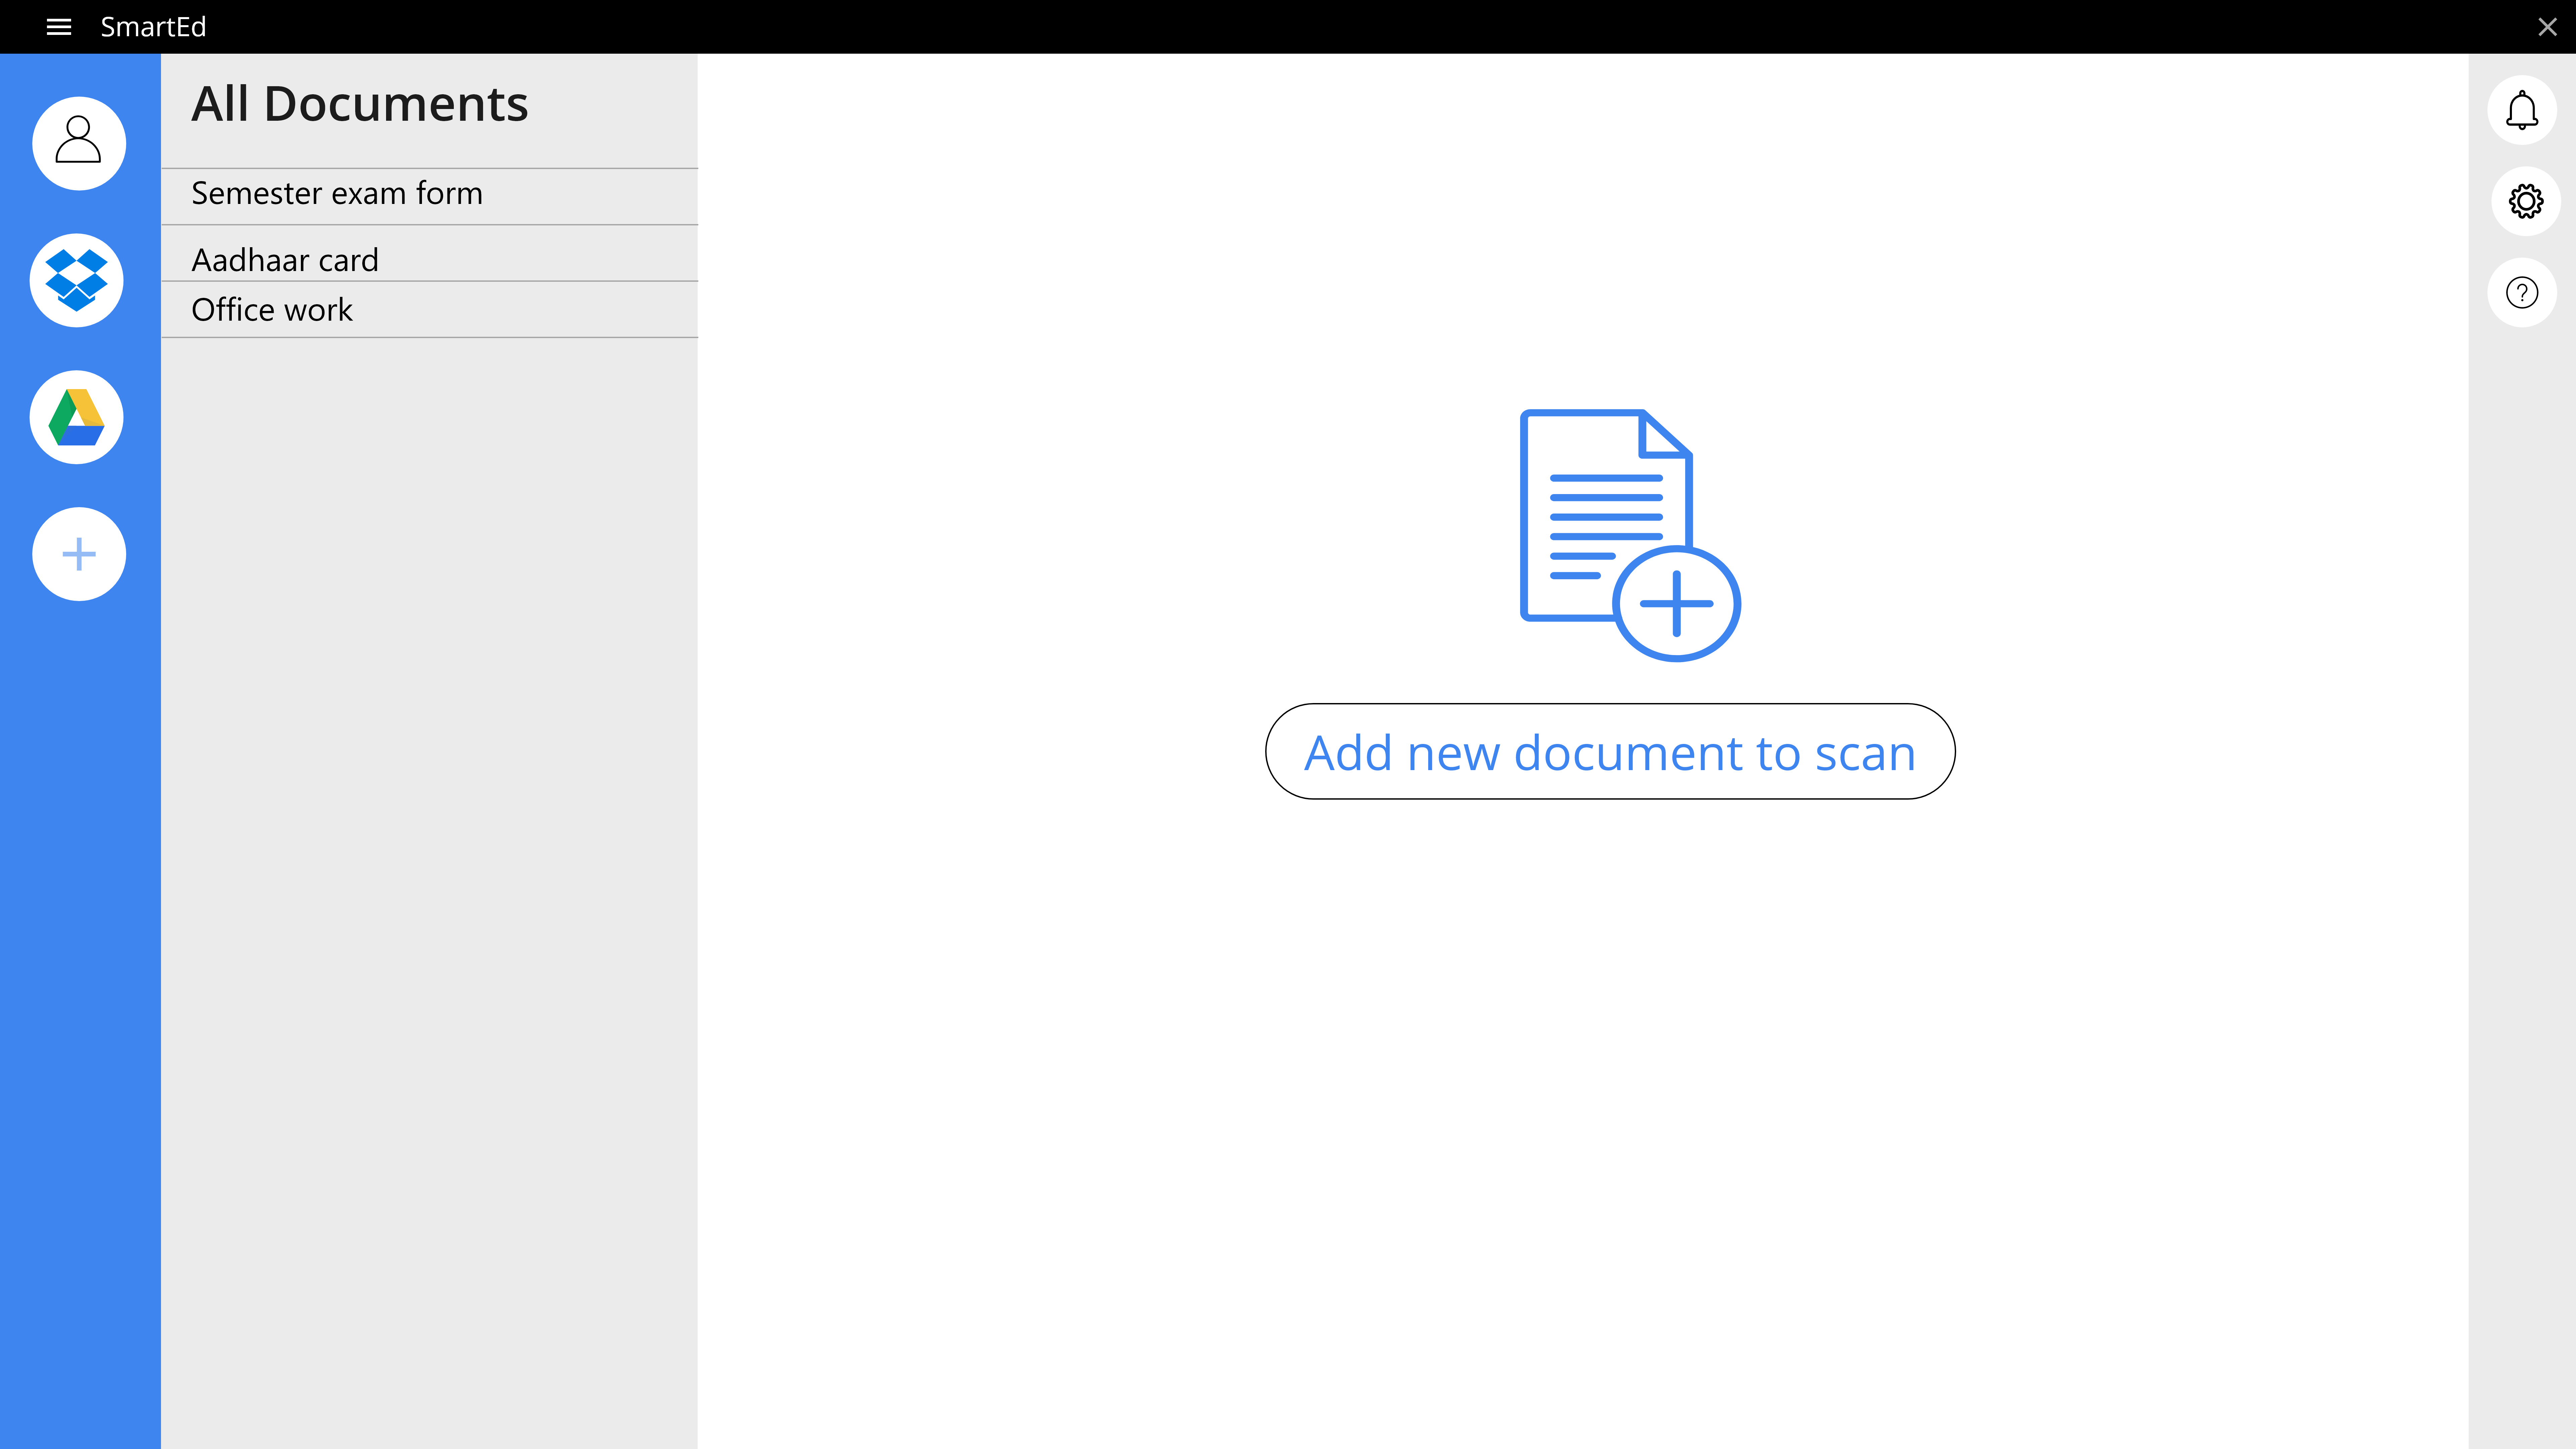 SmartEd
All Documents
Semester exam form
Aadhaar card
Office work
Add new document to scan